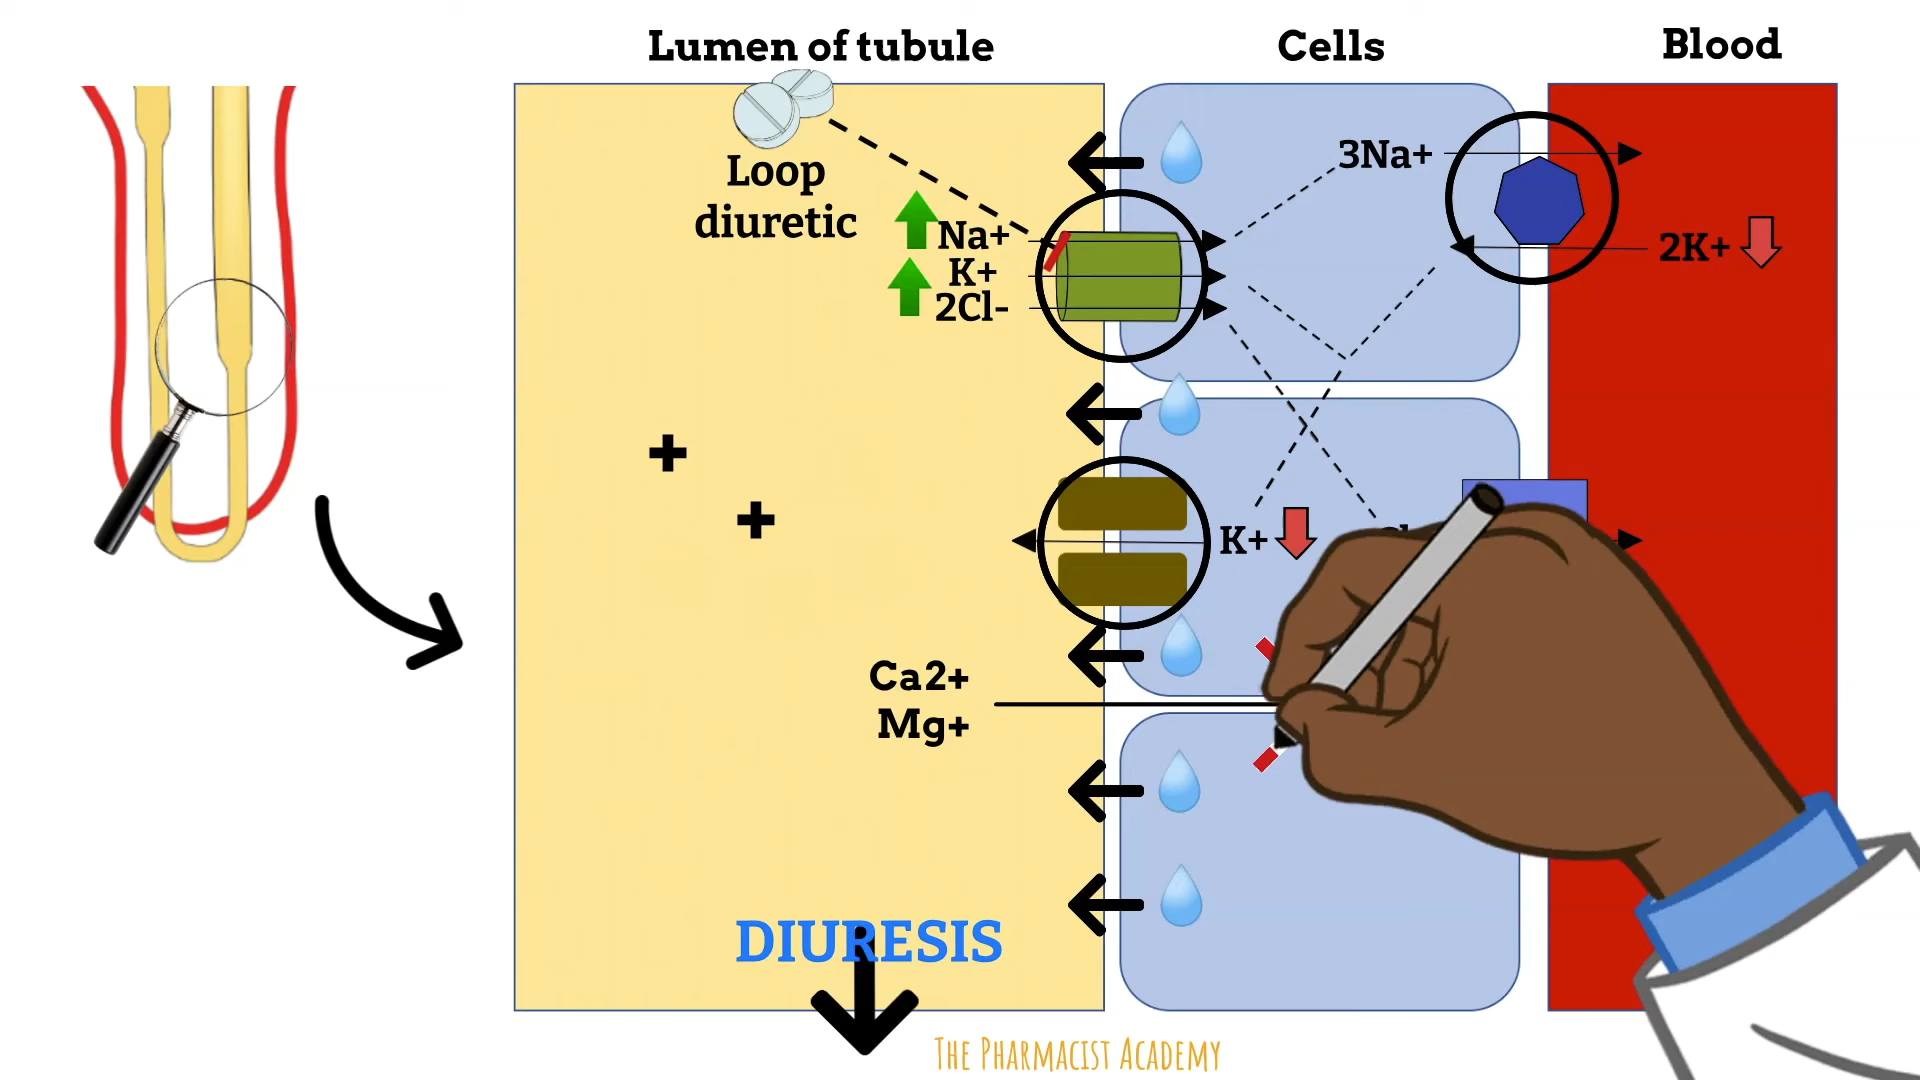 Lumen of tubule
Cells
Blood
Loop
diuretic
Na+
K+
2Cl-
3Na+
2K+
+
+
K+
Ca2+
Mg+
DIURESIS
The Pharmacist Academy